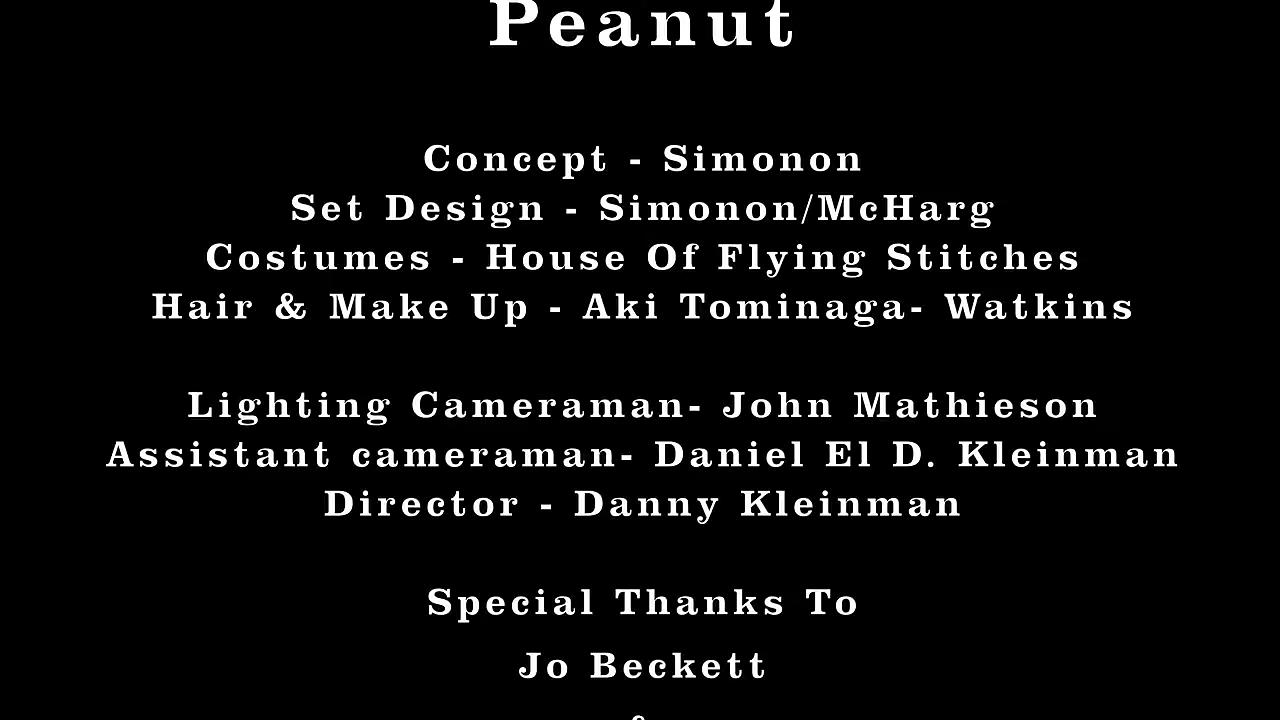 Peanut
Concept - Simonon
Set Design - Simonon/McHarg
Costumes - House Of Flying Stitches
Hair & Make Up - Aki Tominaga- Watkins
Lighting Cameraman- John Mathieson
Assistant cameraman- Daniel El D. Kleinman
Director - Danny Kleinman
Special Thanks To
Jo Beckett